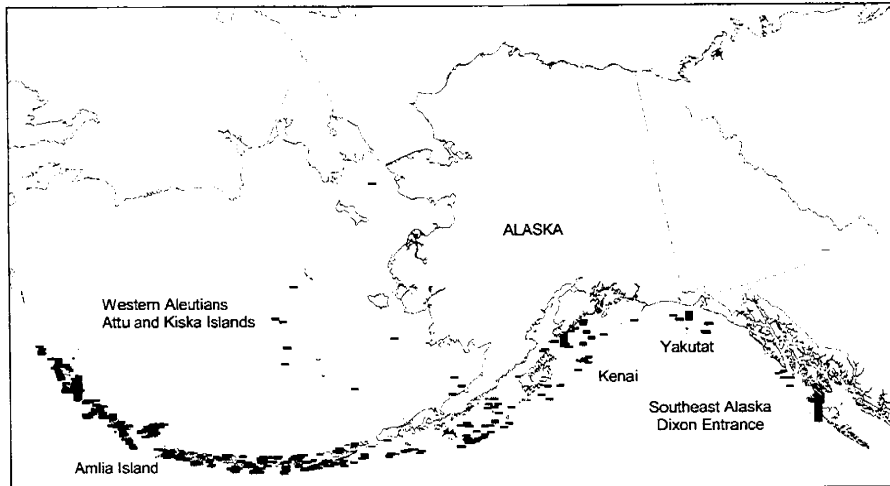 ALASKA
Western Aleutians
Attu and Kiska Islands
Yakutat
Kenai
Southeast Alaska
Dixon Entrance
Amlia Island